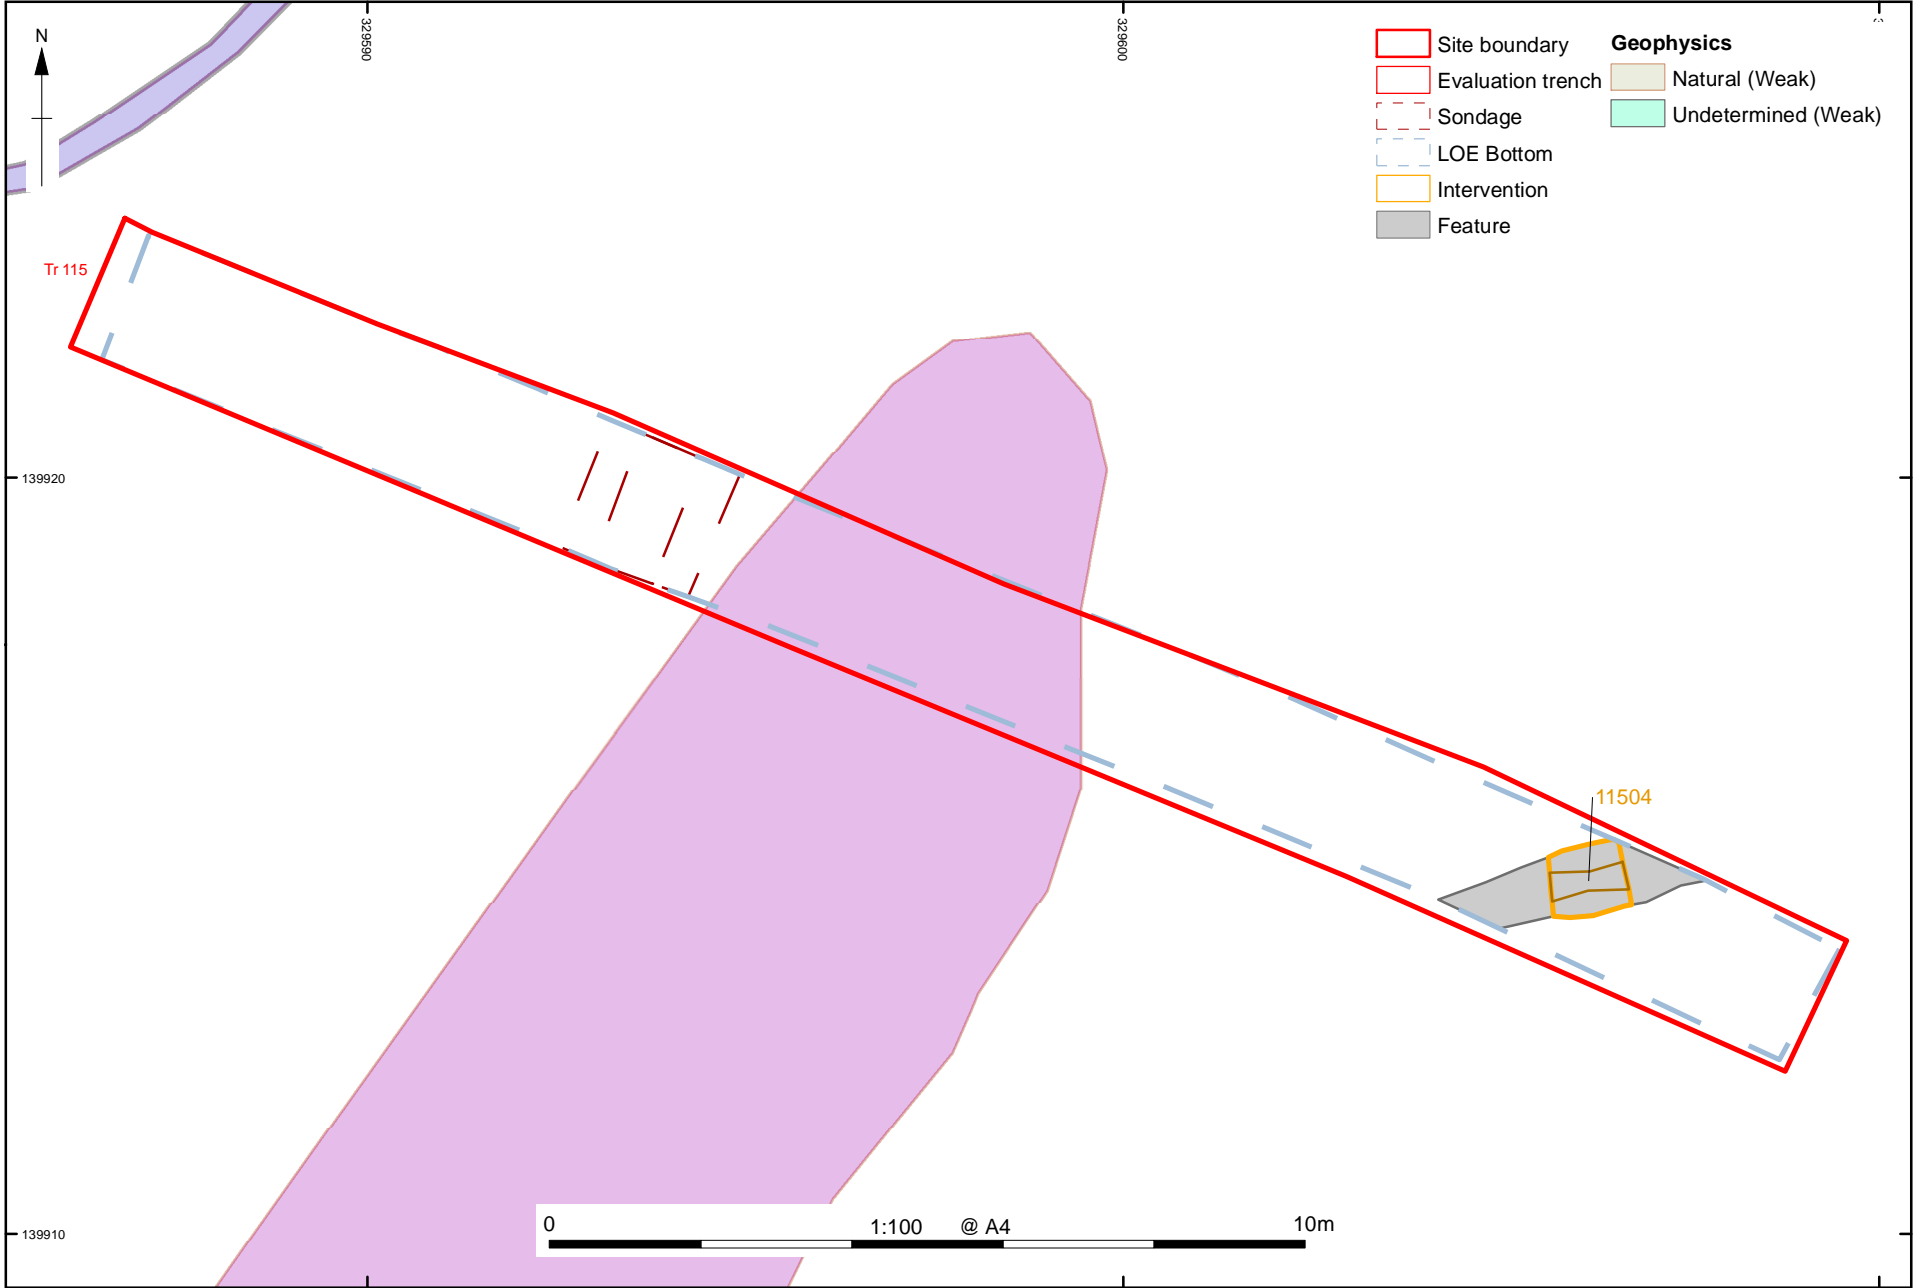 N
329590
329600
Site boundary
Evaluation trench
Sondage
LOE Bottom
Intervention
Feature
Geophysics
Natural (Weak)
Undetermined (Weak)
Tr 115
139920
11504
139910
0
1:100 @ A4
10m